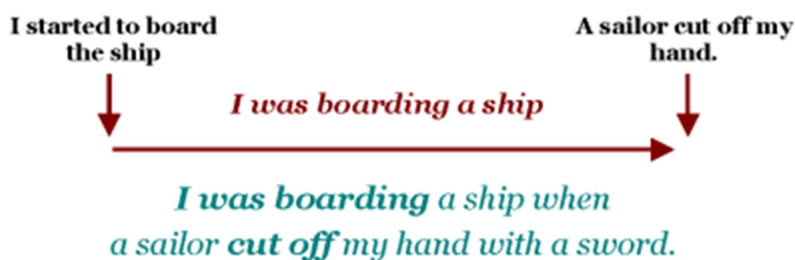 I started to board
the ship
A sailor cut off my
hand.
I was boarding a ship
I was boarding a ship when
a sailor cut off my hand with a sword.